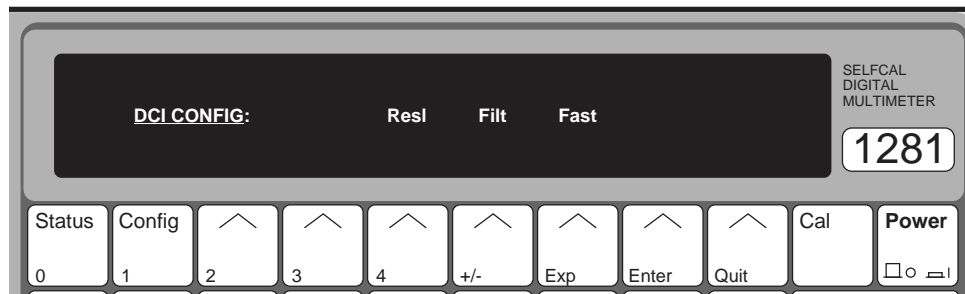 DCI CONFIG: Resl Filt Fast
SELFCAL
DIGITAL
MULTIMETER
1281
Status Config Cal Power
0 1 2 3 4 +/- Exp Enter Quit